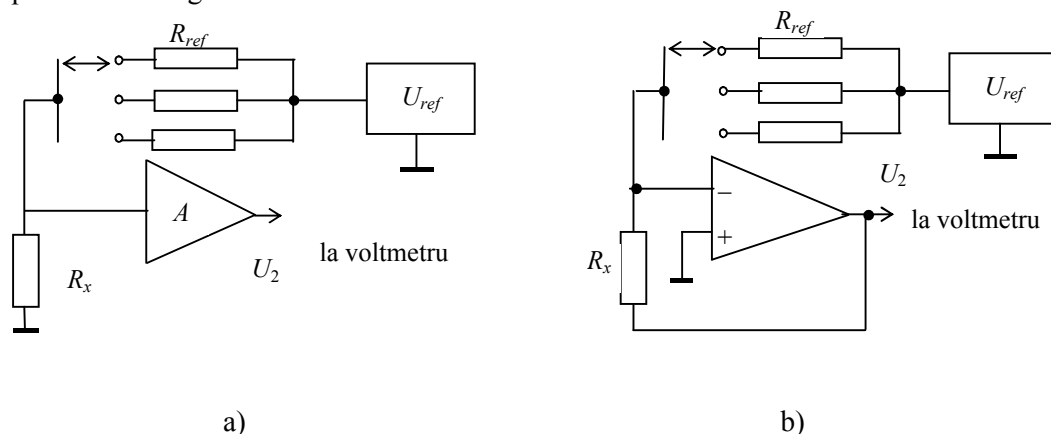 R_ref
U_ref
A
U_2
la voltmetru
R_x
a)
R_ref
U_ref
U_2
−
+
la voltmetru
R_x
b)